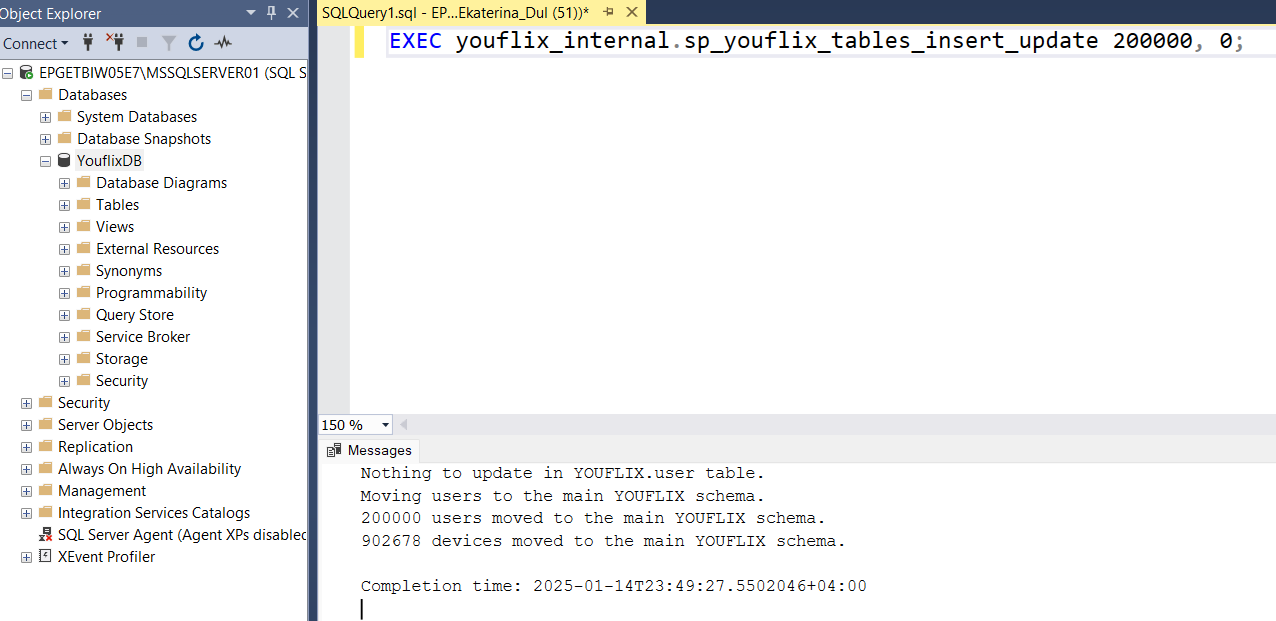 Object Explorer
Connect
EPGETBIW05E7\MSSQLSERVER01 (SQL S
Databases
System Databases
Database Snapshots
YouflixDB
Database Diagrams
Tables
Views
External Resources
Synonyms
Programmability
Query Store
Service Broker
Storage
Security
Security
Server Objects
Replication
Always On High Availability
Management
Integration Services Catalogs
SQL Server Agent (Agent XPs disabled
XEvent Profiler
SQLQuery1.sql - EP...Ekaterina_Dul (51))*
EXEC youflix_internal.sp_youflix_tables_insert_update 200000, 0;
150 %
Messages
Nothing to update in YOUFLIX.user table.
Moving users to the main YOUFLIX schema.
200000 users moved to the main YOUFLIX schema.
902678 devices moved to the main YOUFLIX schema.
Completion time: 2025-01-14T23:49:27.5502046+04:00